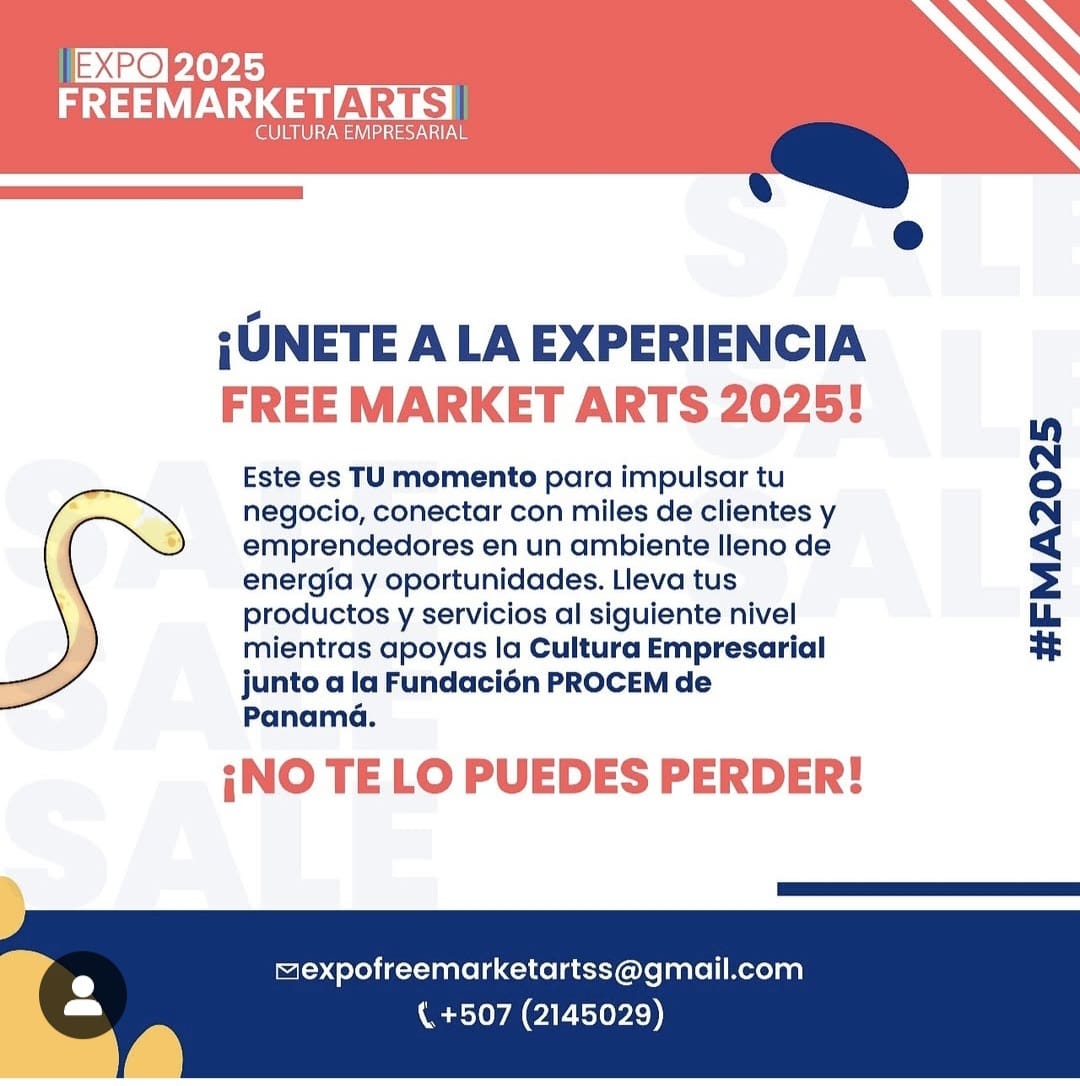 EXPO 2025
FREEMARKETARTS
CULTURA EMPRESARIAL
SALE
SALE
SALE
¡ÚNETE A LA EXPERIENCIA
FREE MARKET ARTS 2025!
Este es TU momento para impulsar tu
negocio, conectar con miles de clientes y
emprendedores en un ambiente lleno de
energía y oportunidades. Lleva tus
productos y servicios al siguiente nivel
mientras apoyas la Cultura Empresarial
junto a la Fundación PROCEM de
Panamá.
¡NO TE LO PUEDES PERDER!
#FMA2025
SALE
SALE
SALE
expofreemarketartss@gmail.com
+507 (2145029)